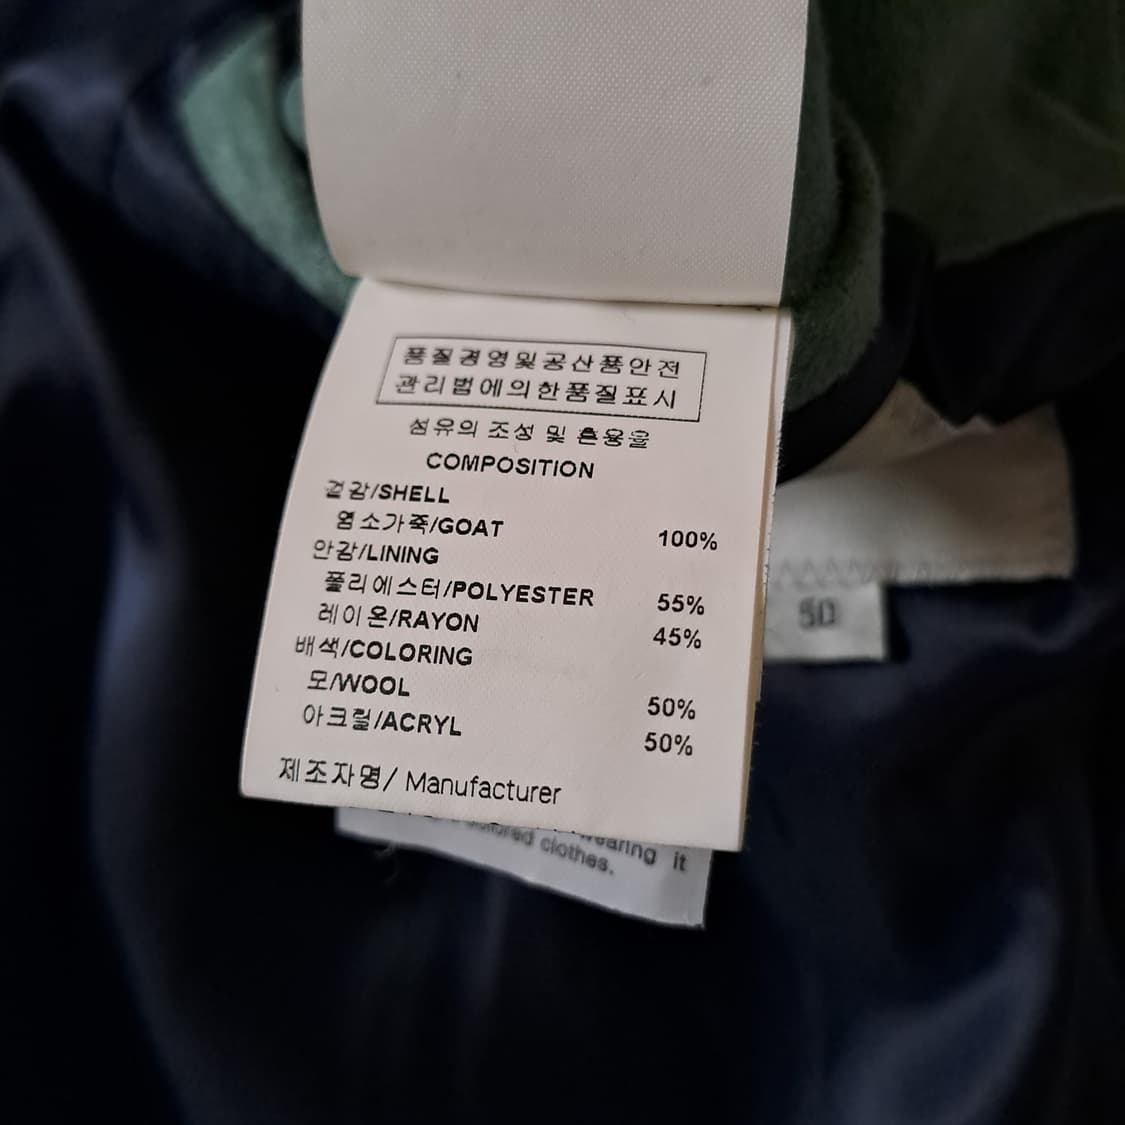 품질경영및공산품안전
관리법에의한품질표시
섬유의 조성 및 혼용율
COMPOSITION
겉감/SHELL
염소가죽/GOAT 100%
안감/LINING
폴리에스터/POLYESTER 55%
레이온/RAYON 45%
배색/COLORING
모/WOOL 50%
아크릴/ACRYL 50%
제조자명/ Manufacturer
50
wearing it
colored clothes.